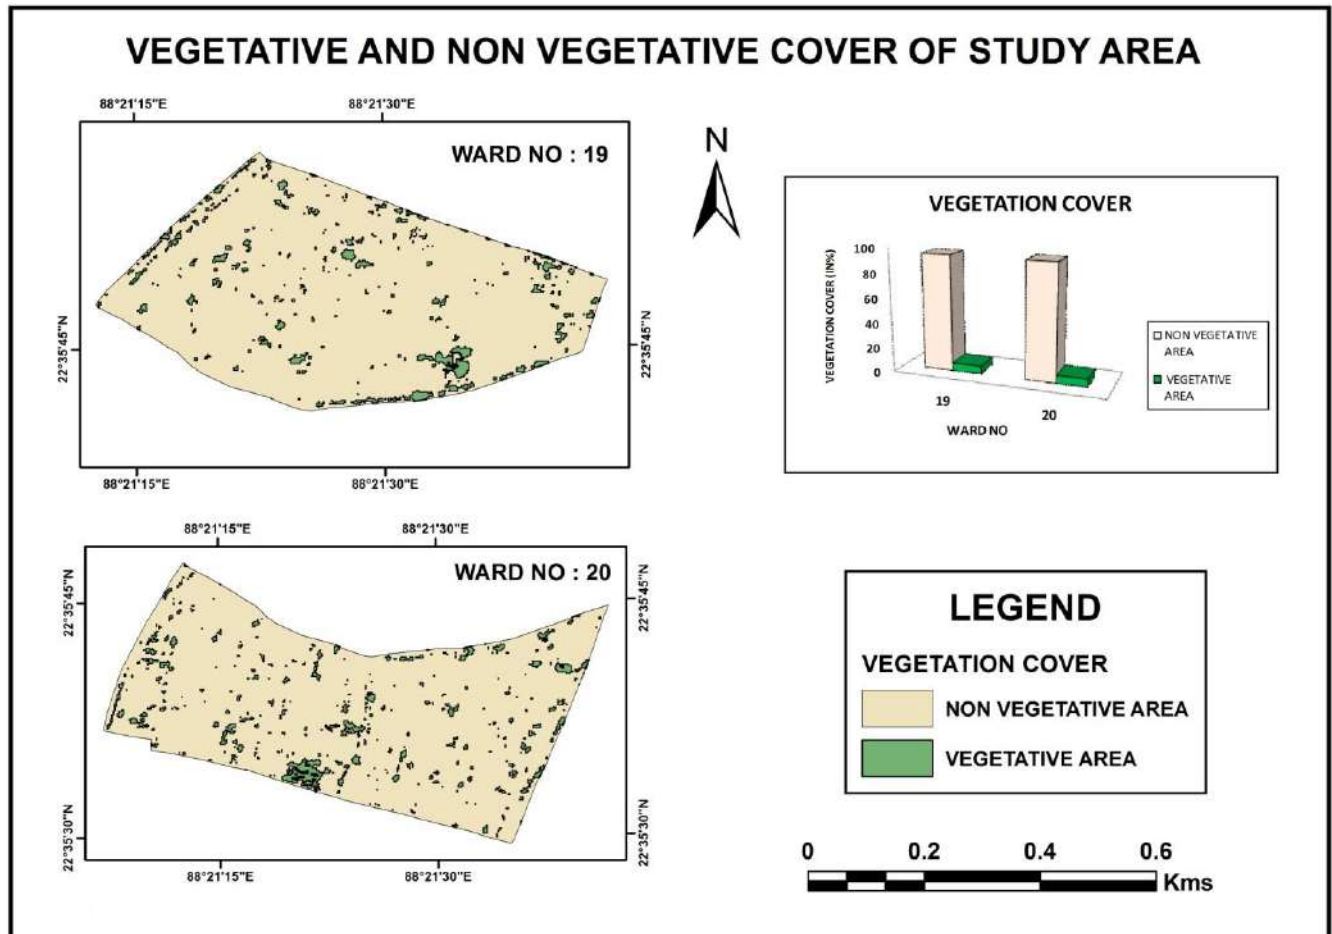 VEGETATIVE AND NON VEGETATIVE COVER OF STUDY AREA
88°21'15"E
88°21'30"E
WARD NO : 19
22°35'45"N
22°35'45"N
88°21'15"E
88°21'30"E
N
VEGETATION COVER
VEGETATIVE COVER (IN%)
100
80
60
40
20
0
19
20
WARD NO
NON VEGETATIVE
AREA
VEGETATIVE
AREA
88°21'15"E
88°21'30"E
WARD NO : 20
22°35'45"N
22°35'45"N
22°35'30"N
22°35'30"N
88°21'15"E
88°21'30"E
LEGEND
VEGETATION COVER
NON VEGETATIVE AREA
VEGETATIVE AREA
0 0.2 0.4 0.6
Kms